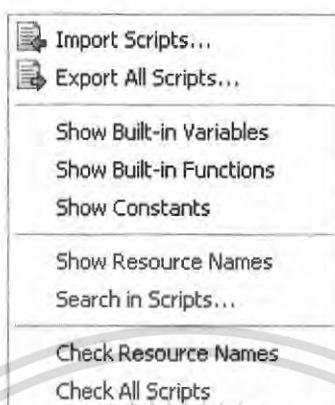 Import Scripts...
Export All Scripts...
Show Built-in Variables
Show Built-in Functions
Show Constants
Show Resource Names
Search in Scripts...
Check Resource Names
Check All Scripts